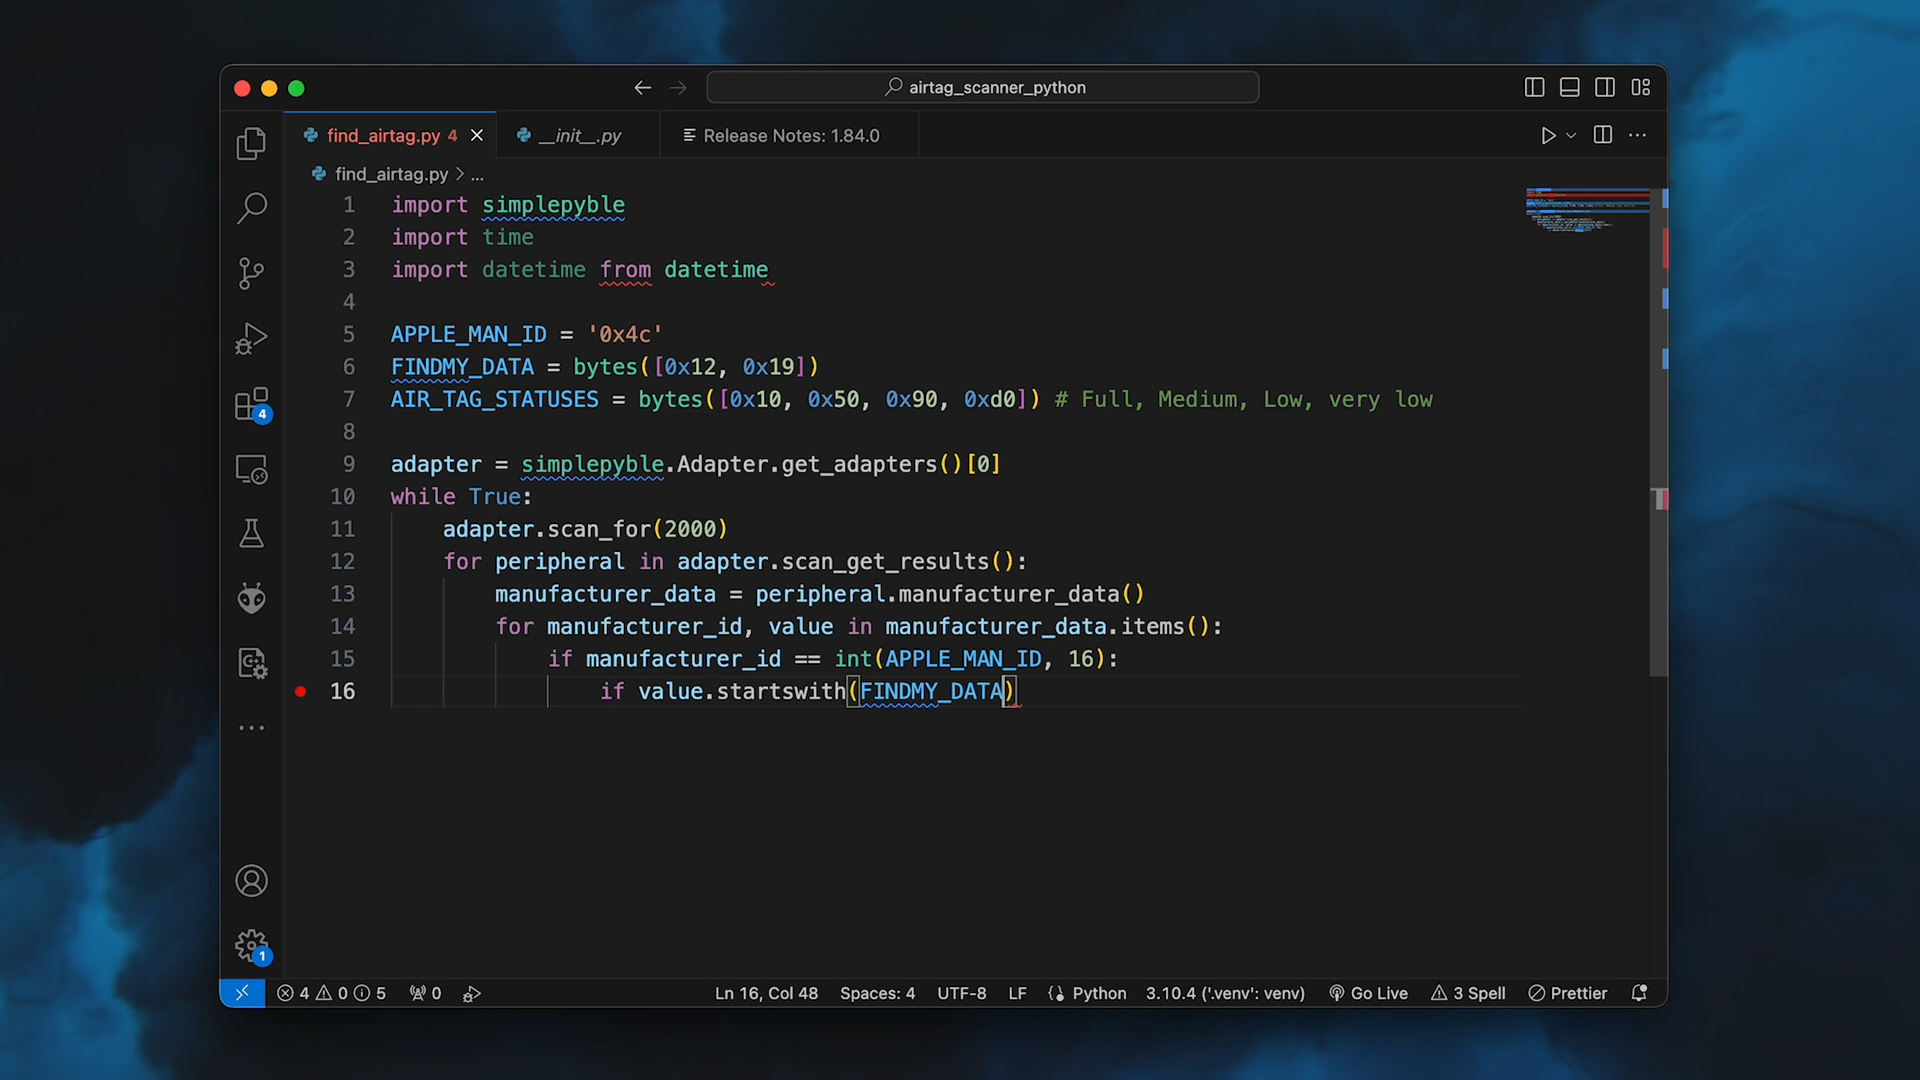 airtag_scanner_python
find_airtag.py 4
__init__.py
Release Notes: 1.84.0
find_airtag.py > ...
1 import simplepyble
2 import time
3 import datetime from datetime
4
5 APPLE_MAN_ID = '0x4c'
6 FINDMY_DATA = bytes([0x12, 0x19])
7 AIR_TAG_STATUSES = bytes([0x10, 0x50, 0x90, 0xd0]) # Full, Medium, Low, very low
8
9 adapter = simplepyble.Adapter.get_adapters()[0]
10 while True:
11 adapter.scan_for(2000)
12 for peripheral in adapter.scan_get_results():
13 manufacturer_data = peripheral.manufacturer_data()
14 for manufacturer_id, value in manufacturer_data.items():
15 if manufacturer_id == int(APPLE_MAN_ID, 16):
16 if value.startswith(FINDMY_DATA)
4
1
4 0 5 0 Ln 16, Col 48 Spaces: 4 UTF-8 LF Python 3.10.4 ('.venv': venv) Go Live 3 Spell Prettier